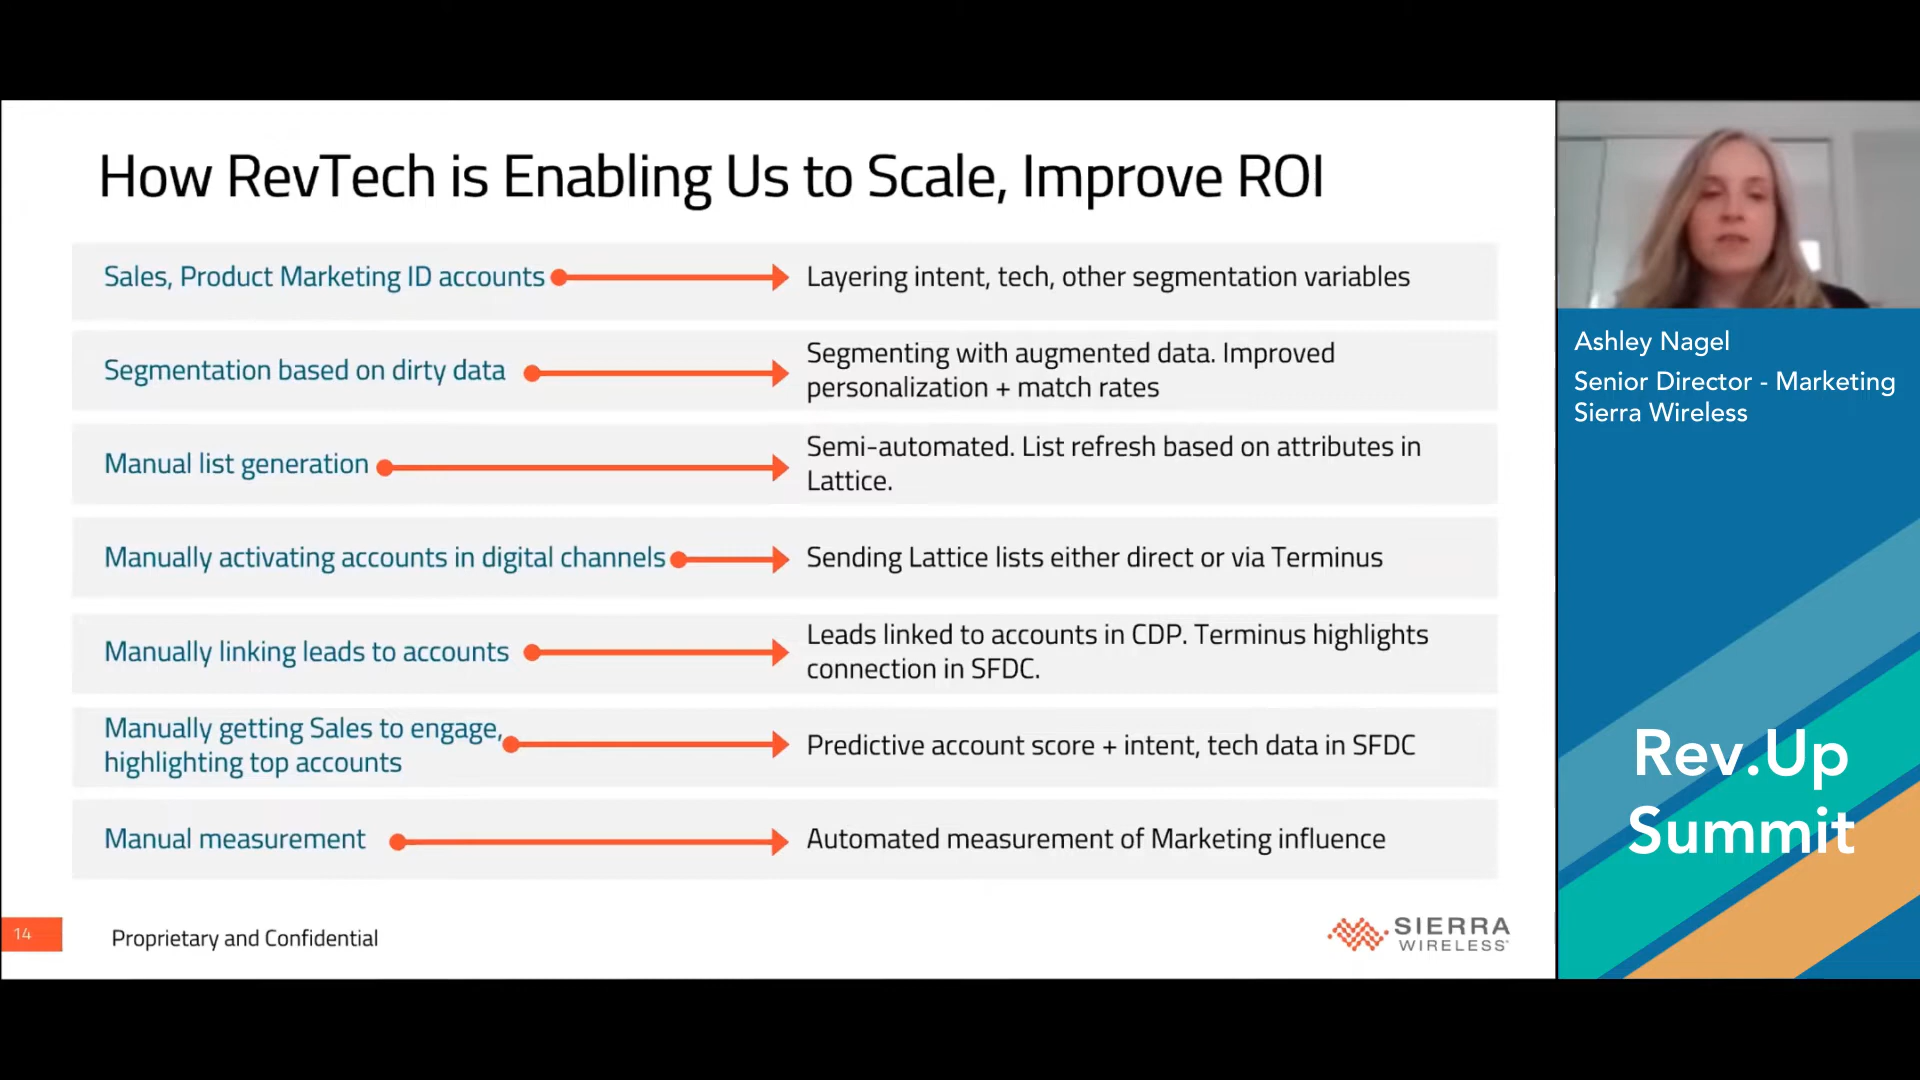 How RevTech is Enabling Us to Scale, Improve ROI
Sales, Product Marketing ID accounts
Layering intent, tech, other segmentation variables
Segmentation based on dirty data
Segmenting with augmented data. Improved
personalization + match rates
Manual list generation
Semi-automated. List refresh based on attributes in
Lattice.
Manually activating accounts in digital channels
Sending Lattice lists either direct or via Terminus
Manually linking leads to accounts
Leads linked to accounts in CDP. Terminus highlights
connection in SFDC.
Manually getting Sales to engage,
highlighting top accounts
Predictive account score + intent, tech data in SFDC
Manual measurement
Automated measurement of Marketing influence
14
Proprietary and Confidential
SIERRA
WIRELESS
Ashley Nagel
Senior Director - Marketing
Sierra Wireless
Rev.Up
Summit